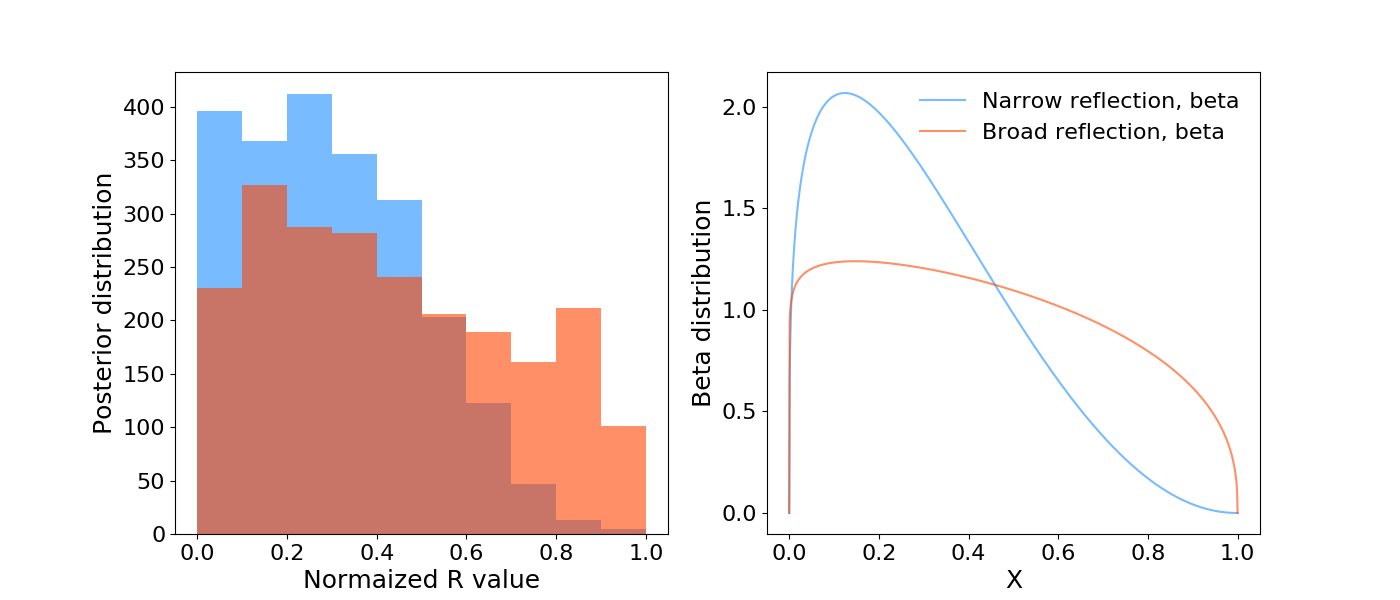 Posterior distribution
400
350
300
250
200
150
100
50
0
0.0 0.2 0.4 0.6 0.8 1.0
Normaized R value
Beta distribution
2.0
1.5
1.0
0.5
0.0
Narrow reflection, beta
Broad reflection, beta
0.0 0.2 0.4 0.6 0.8 1.0
X